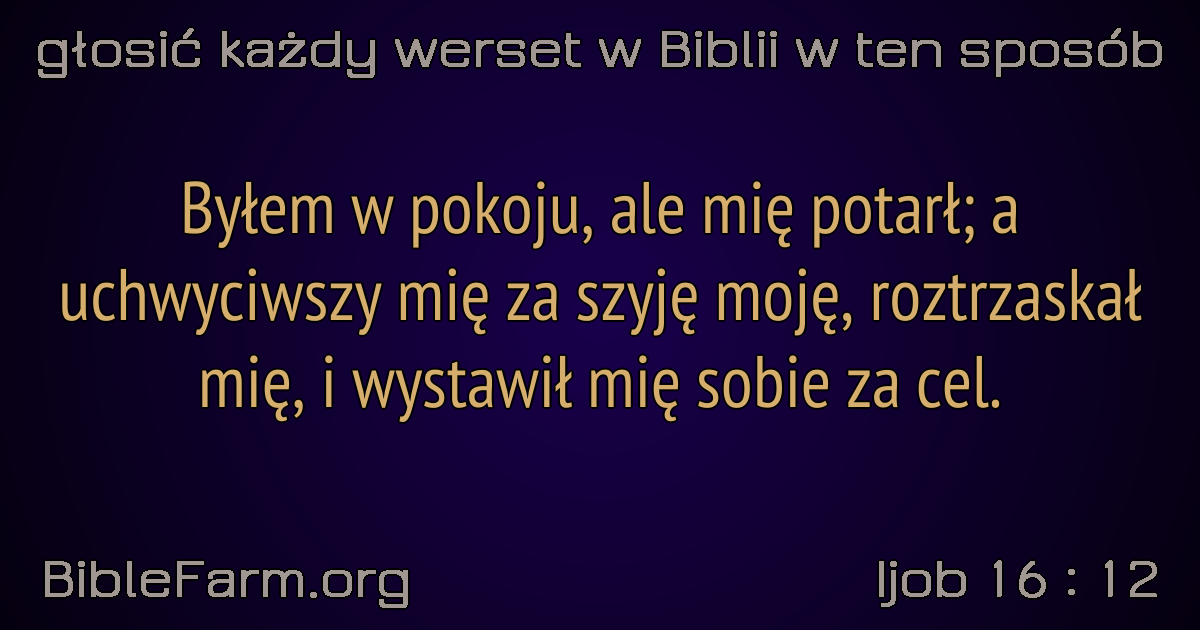 głosić każdy werset w Biblii w ten sposób
Byłem w pokoju, ale mię potarł; a
uchwyciwszy mię za szyję moję, roztrzaskał
mię, i wystawił mię sobie za cel.
BibleFarm.org
Ijob 16 : 12